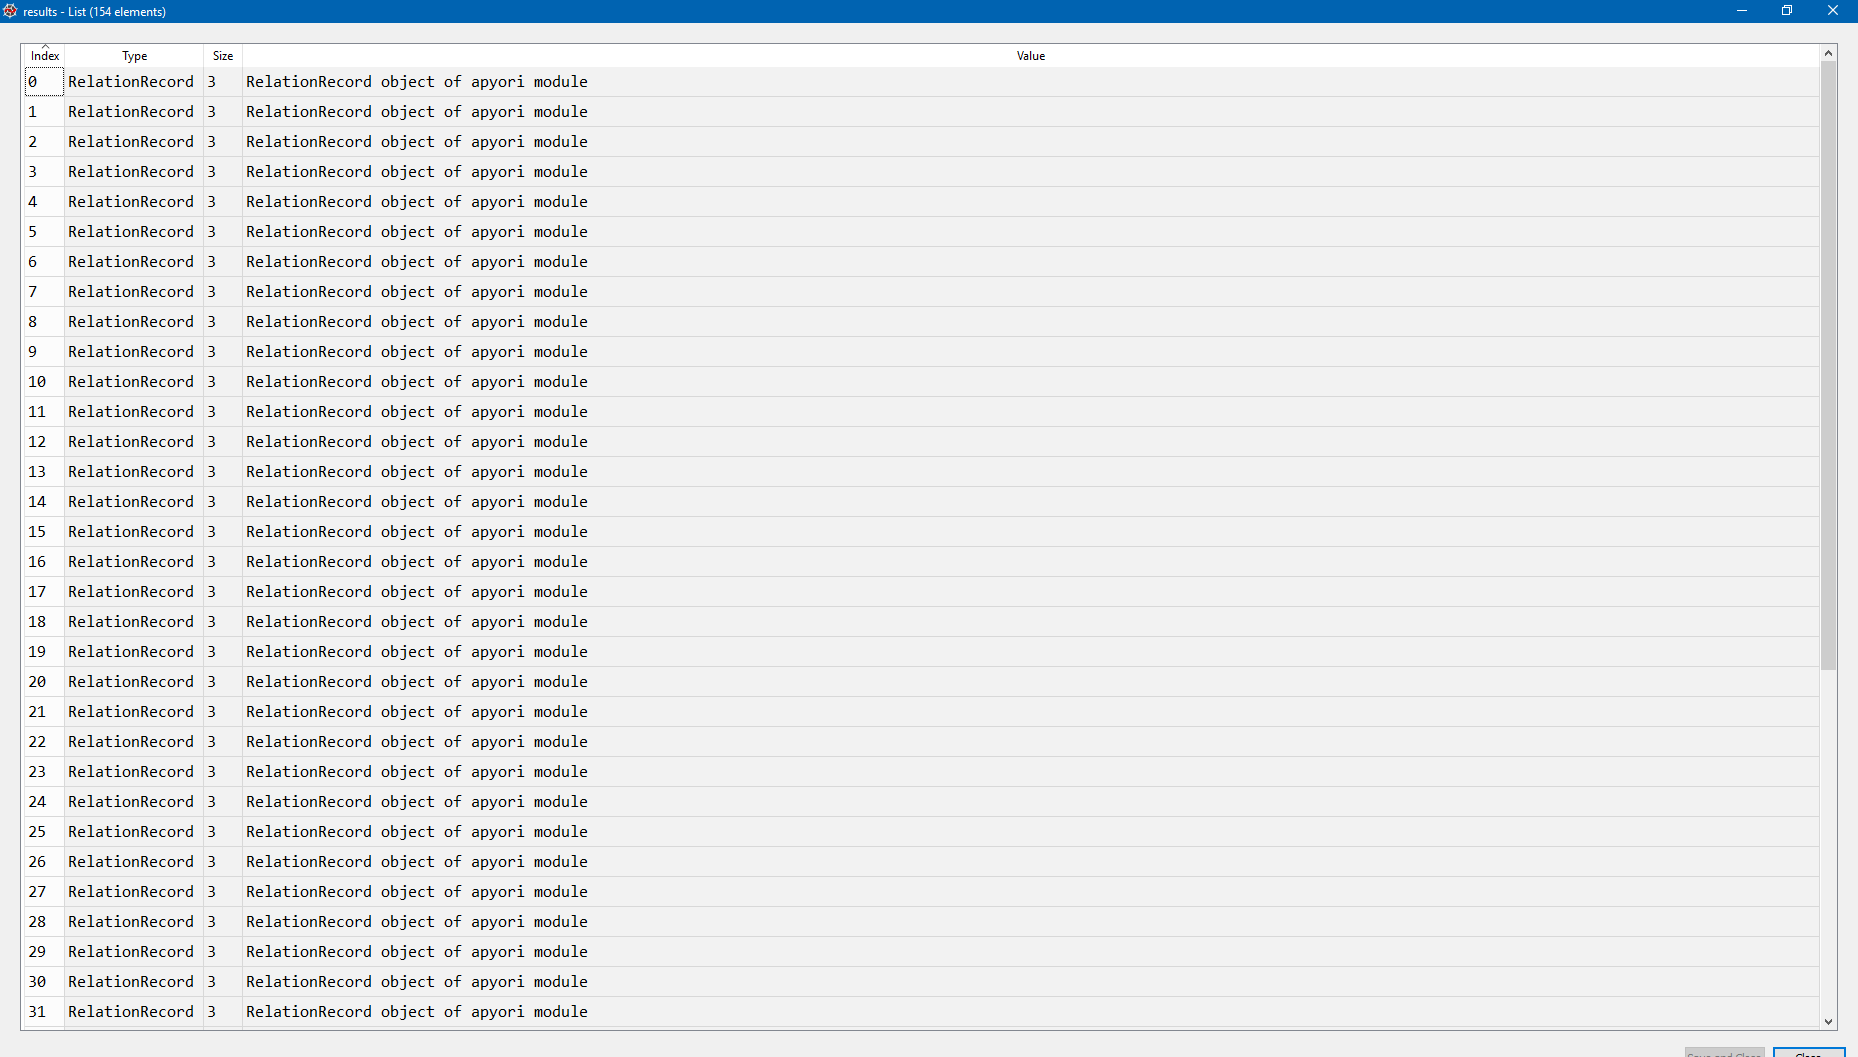 results - List (154 elements)
Index Type Size Value
0 RelationRecord 3 RelationRecord object of apyori module
1 RelationRecord 3 RelationRecord object of apyori module
2 RelationRecord 3 RelationRecord object of apyori module
3 RelationRecord 3 RelationRecord object of apyori module
4 RelationRecord 3 RelationRecord object of apyori module
5 RelationRecord 3 RelationRecord object of apyori module
6 RelationRecord 3 RelationRecord object of apyori module
7 RelationRecord 3 RelationRecord object of apyori module
8 RelationRecord 3 RelationRecord object of apyori module
9 RelationRecord 3 RelationRecord object of apyori module
10 RelationRecord 3 RelationRecord object of apyori module
11 RelationRecord 3 RelationRecord object of apyori module
12 RelationRecord 3 RelationRecord object of apyori module
13 RelationRecord 3 RelationRecord object of apyori module
14 RelationRecord 3 RelationRecord object of apyori module
15 RelationRecord 3 RelationRecord object of apyori module
16 RelationRecord 3 RelationRecord object of apyori module
17 RelationRecord 3 RelationRecord object of apyori module
18 RelationRecord 3 RelationRecord object of apyori module
19 RelationRecord 3 RelationRecord object of apyori module
20 RelationRecord 3 RelationRecord object of apyori module
21 RelationRecord 3 RelationRecord object of apyori module
22 RelationRecord 3 RelationRecord object of apyori module
23 RelationRecord 3 RelationRecord object of apyori module
24 RelationRecord 3 RelationRecord object of apyori module
25 RelationRecord 3 RelationRecord object of apyori module
26 RelationRecord 3 RelationRecord object of apyori module
27 RelationRecord 3 RelationRecord object of apyori module
28 RelationRecord 3 RelationRecord object of apyori module
29 RelationRecord 3 RelationRecord object of apyori module
30 RelationRecord 3 RelationRecord object of apyori module
31 RelationRecord 3 RelationRecord object of apyori module